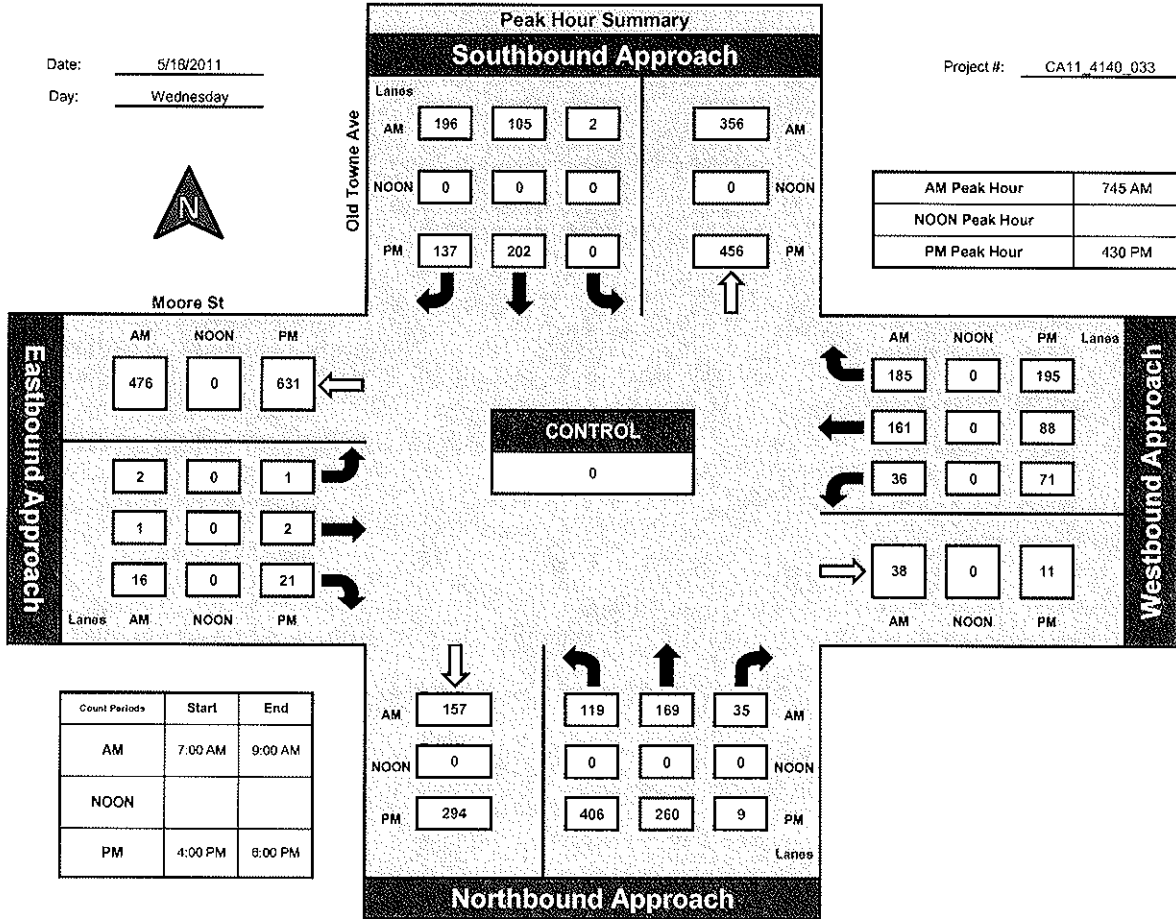 Peak Hour Summary
Southbound Approach
Date: 5/18/2011
Day: Wednesday
Project #: CA11_4140_033
N
Old Towne Ave
Lanes
AM 196 105 2 356 AM
NOON 0 0 0 0 NOON
PM 137 202 0 456 PM
AM Peak Hour 745 AM
NOON Peak Hour
PM Peak Hour 430 PM
Moore St
Eastbound Approach
AM NOON PM
476 0 631
2 0 1
1 0 2
16 0 21
Lanes AM NOON PM
CONTROL
0
AM NOON PM Lanes
185 0 195
161 0 88
36 0 71
38 0 11
AM NOON PM
Westbound Approach
Count Periods Start End
AM 7:00 AM 9:00 AM
NOON
PM 4:00 PM 6:00 PM
AM 157 119 169 35 AM
NOON 0 0 0 0 NOON
PM 294 406 260 9 PM
Lanes
Northbound Approach